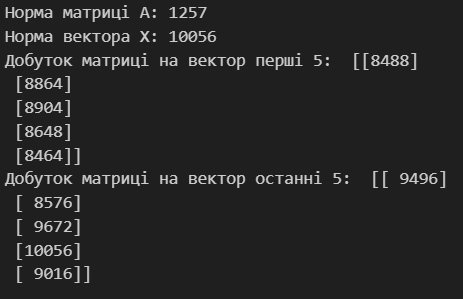 Норма матриці A: 1257
Норма вектора X: 10056
Добуток матриці на вектор перші 5:  [[8488]
 [8864]
 [8904]
 [8648]
 [8464]]
Добуток матриці на вектор останні 5:  [[ 9496]
 [ 8576]
 [ 9672]
 [10056]
 [ 9016]]